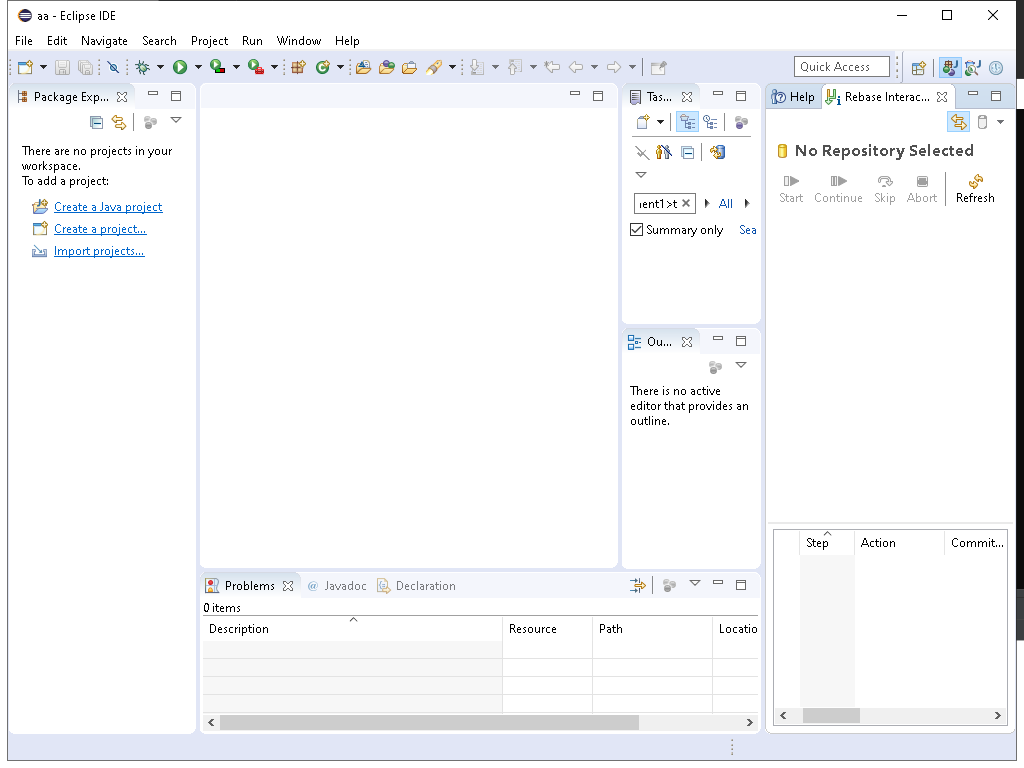 aa - Eclipse IDE
File Edit Navigate Search Project Run Window Help
Quick Access
Package Exp...
There are no projects in your
workspace.
To add a project:
Create a Java project
Create a project...
Import projects...
Tas...
All
Summary only Sea
Ou...
There is no active
editor that provides an
outline.
Help Rebase Interac...
No Repository Selected
Start Continue Skip Abort Refresh
Step Action Commit...
Problems @ Javadoc Declaration
0 items
Description Resource Path Locatio